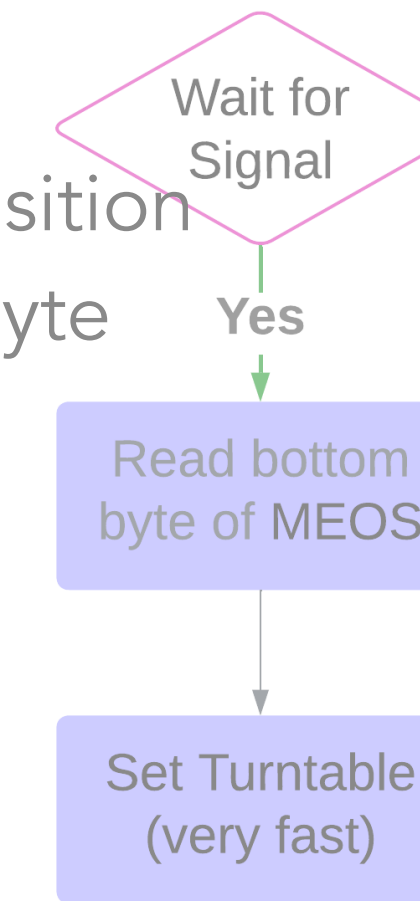 Wait for
Signal
sition
yte
Yes
Read bottom
byte of MEOS
Set Turntable
(very fast)